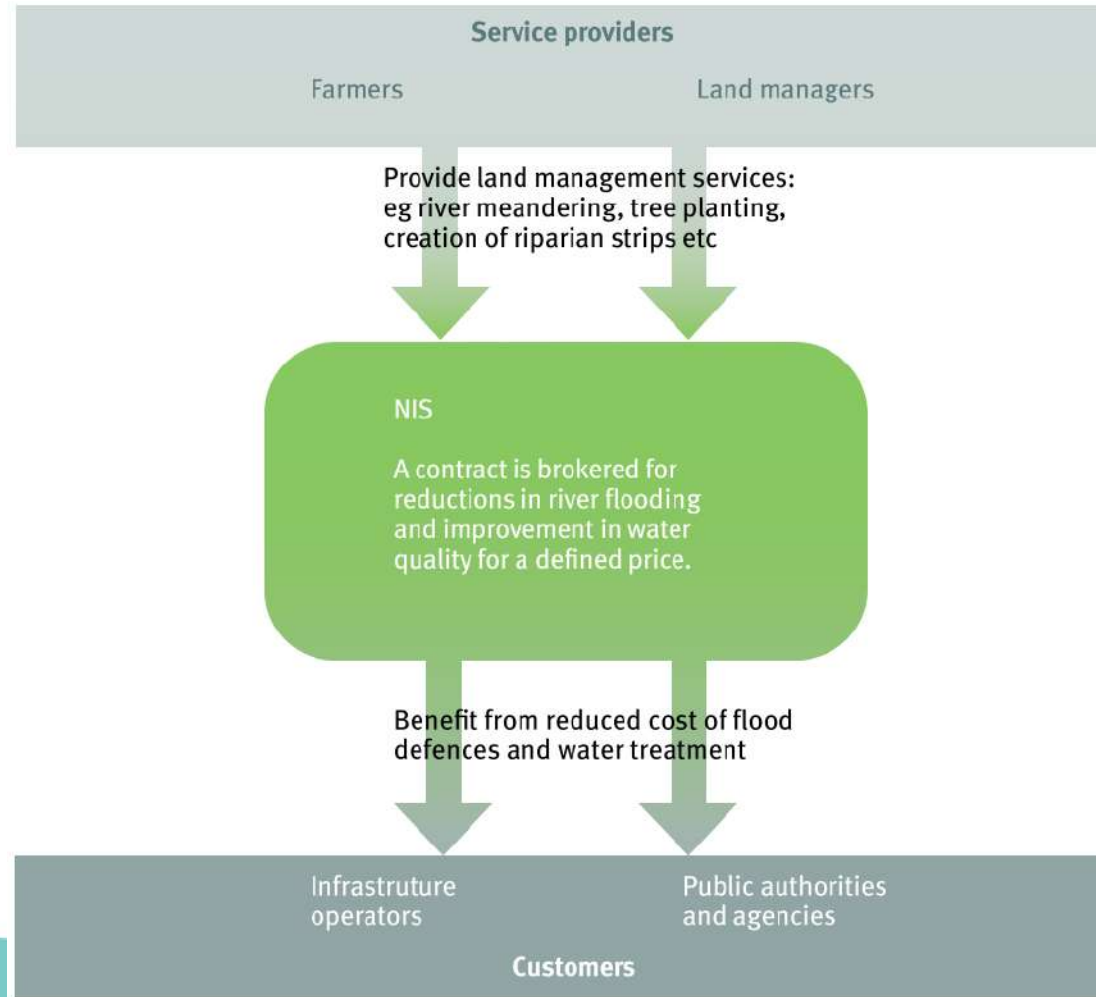 Service providers
Farmers
Land managers
Provide land management services:
eg river meandering, tree planting,
creation of riparian strips etc
NIS
A contract is brokered for
reductions in river flooding
and improvement in water
quality for a defined price.
Benefit from reduced cost of flood
defences and water treatment
Infrastruture
operators
Public authorities
and agencies
Customers